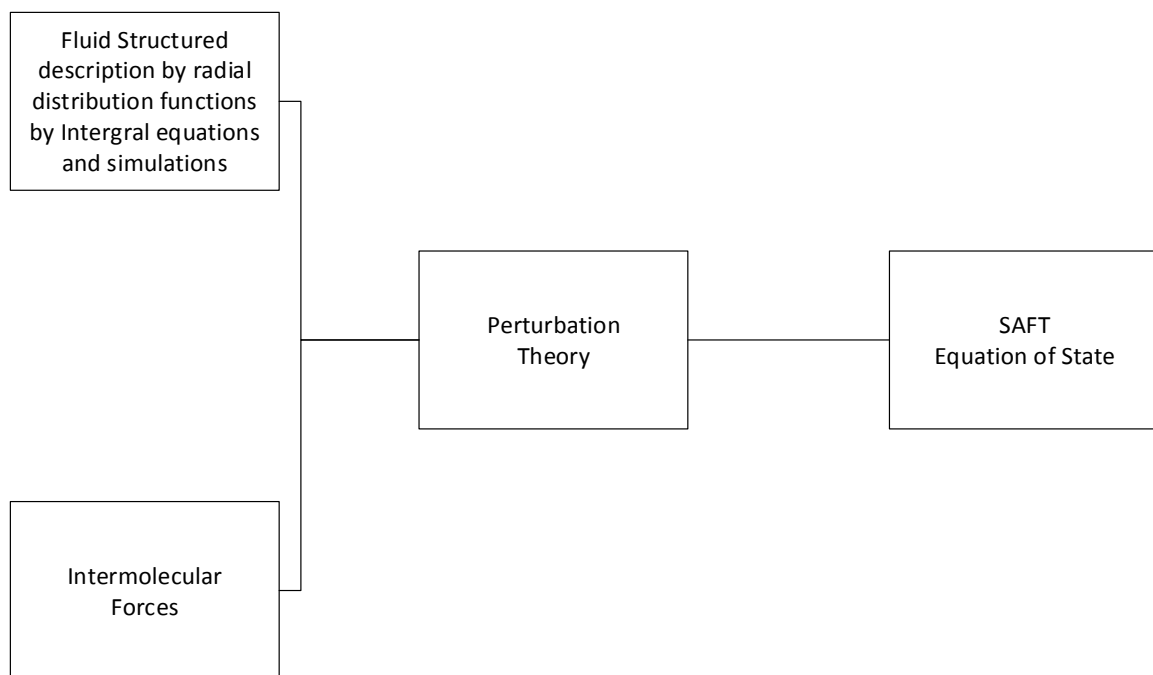 Fluid Structured
description by radial
distribution functions
by Intergral equations
and simulations
Perturbation
Theory
SAFT
Equation of State
Intermolecular
Forces